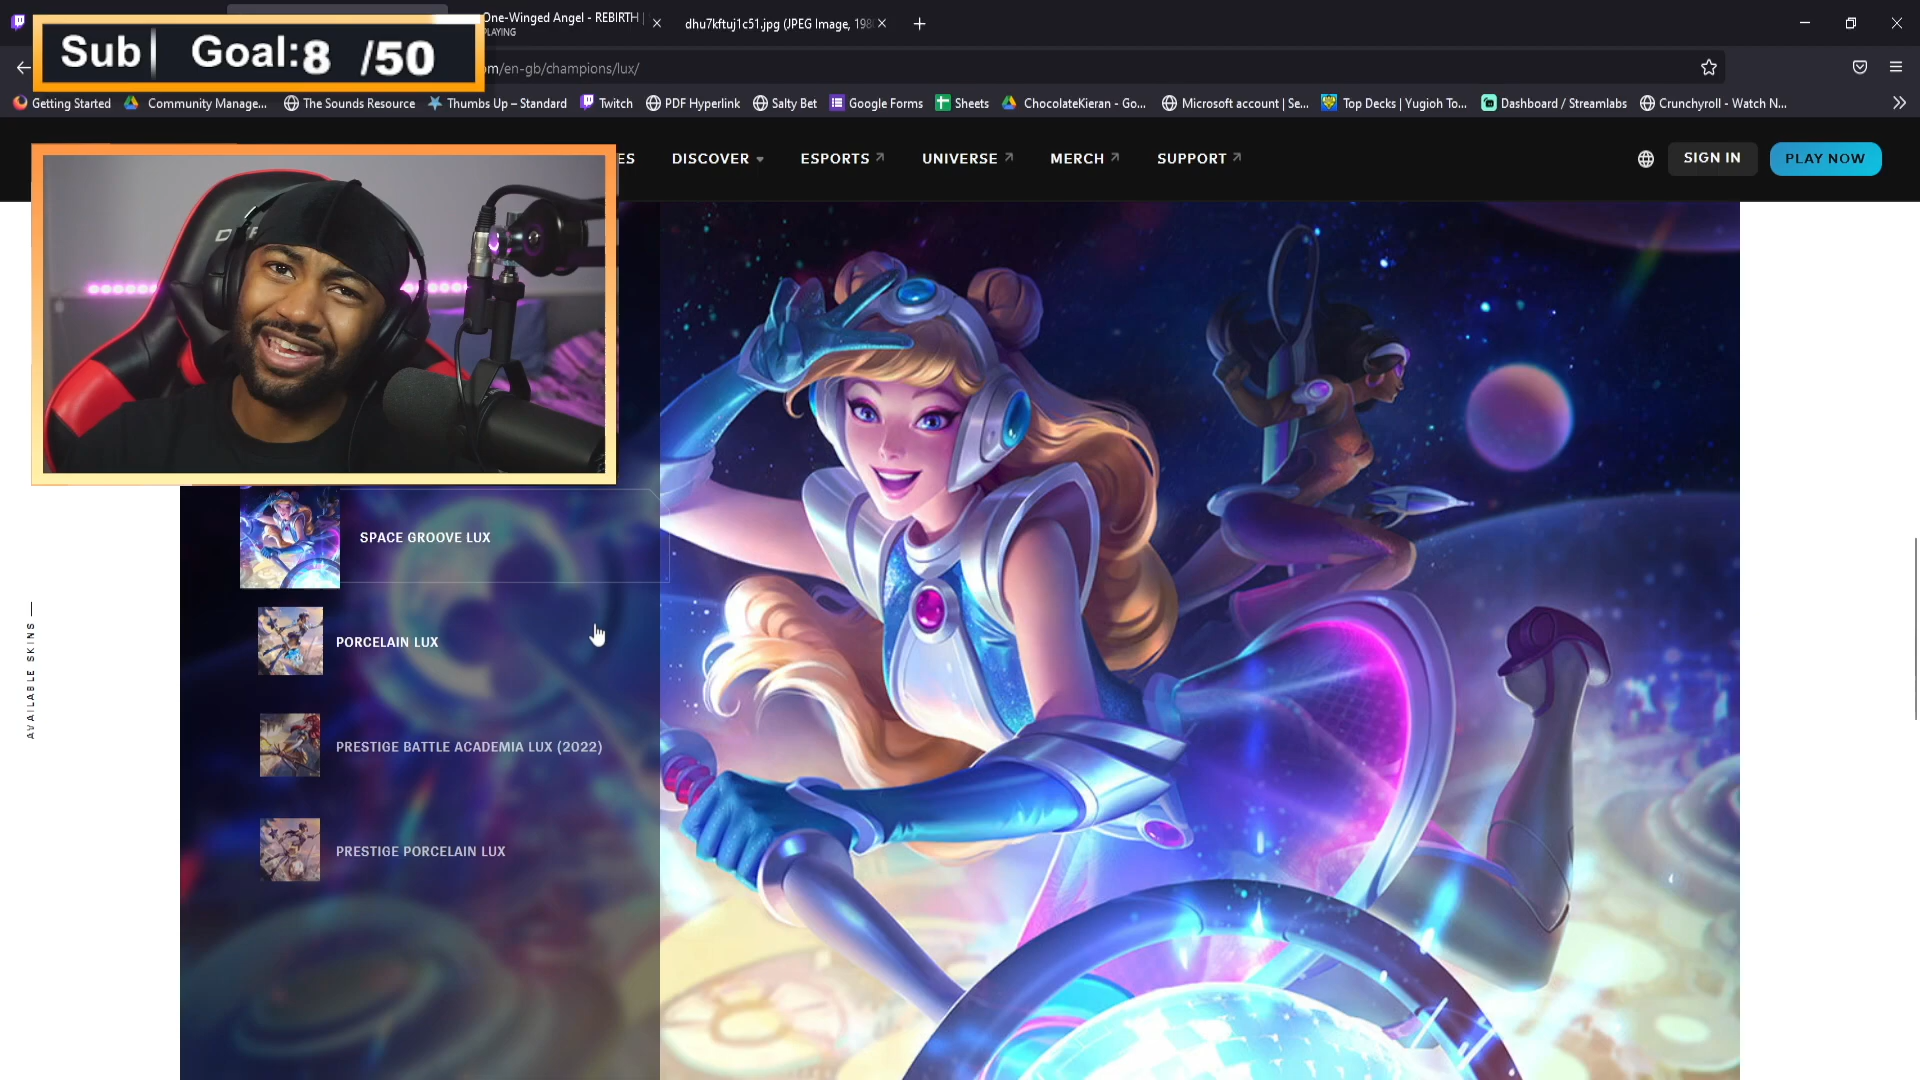 One-Winged Angel - REBIRTH
PLAYING
dhu7kftuj1c51.jpg (JPEG Image, 198
Sub Goal:8 /50
om/en-gb/champions/lux/
Getting Started
Community Manage...
The Sounds Resource
Thumbs Up – Standard
Twitch
PDF Hyperlink
Salty Bet
Google Forms
Sheets
ChocolateKieran - Go...
Microsoft account | Se...
Top Decks | Yugioh To...
Dashboard / Streamlabs
Crunchyroll - Watch N...
ES
DISCOVER
ESPORTS
UNIVERSE
MERCH
SUPPORT
SIGN IN
PLAY NOW
SPACE GROOVE LUX
PORCELAIN LUX
PRESTIGE BATTLE ACADEMIA LUX (2022)
PRESTIGE PORCELAIN LUX
AVAILABLE SKINS —